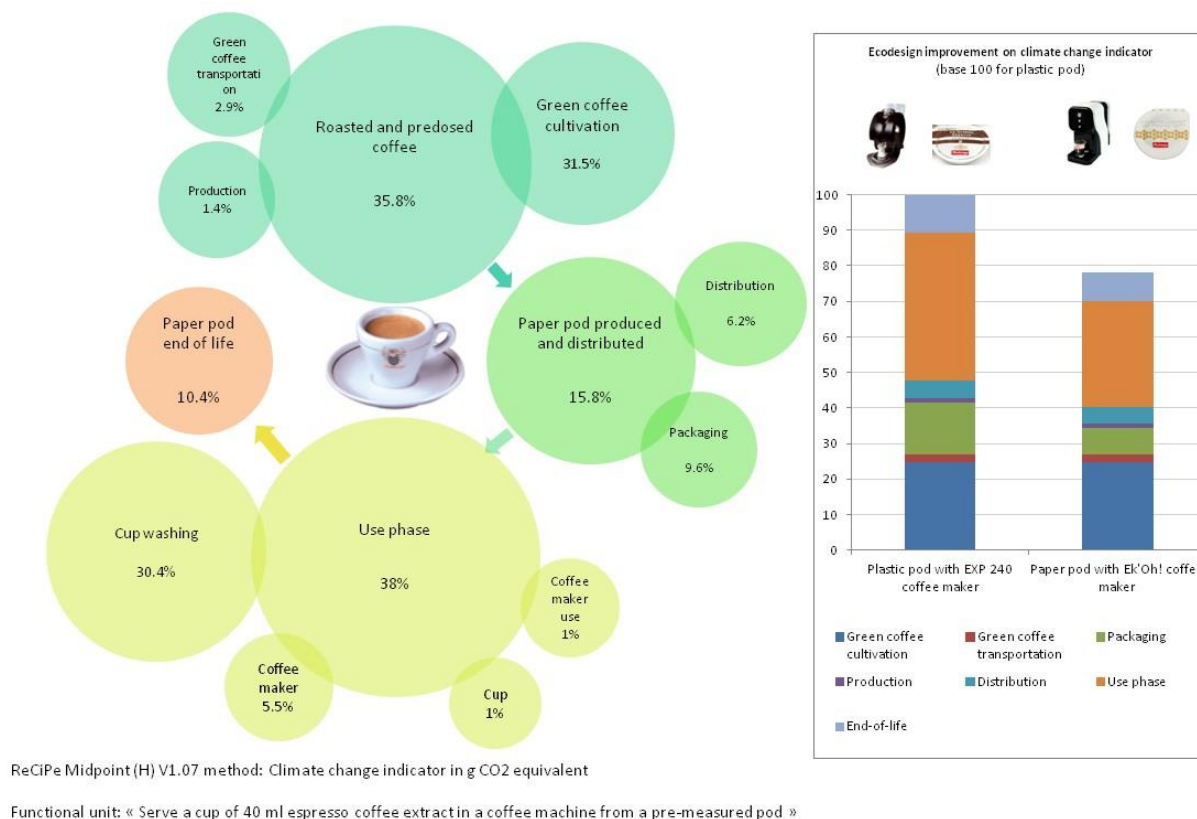 Green
coffee
transportati
on
2.9%
Roasted and predosed
coffee
35.8%
Green coffee
cultivation
31.5%
Production
1.4%
Paper pod
end of life
10.4%
Paper pod produced
and distributed
15.8%
Distribution
6.2%
Packaging
9.6%
Cup washing
30.4%
Use phase
38%
Coffee
maker
use
1%
Coffee
maker
5.5%
Cup
1%
Ecodesign improvement on climate change indicator
(base 100 for plastic pod)
100
90
80
70
60
50
40
30
20
10
0
Plastic pod with EXP 240
coffee maker
Paper pod with Ek'Oh! coffe
maker
Green coffee
cultivation
Green coffee
transportation
Packaging
Production
Distribution
Use phase
End-of-life
ReCiPe Midpoint (H) V1.07 method: Climate change indicator in g CO2 equivalent
Functional unit: « Serve a cup of 40 ml espresso coffee extract in a coffee machine from a pre-measured pod »